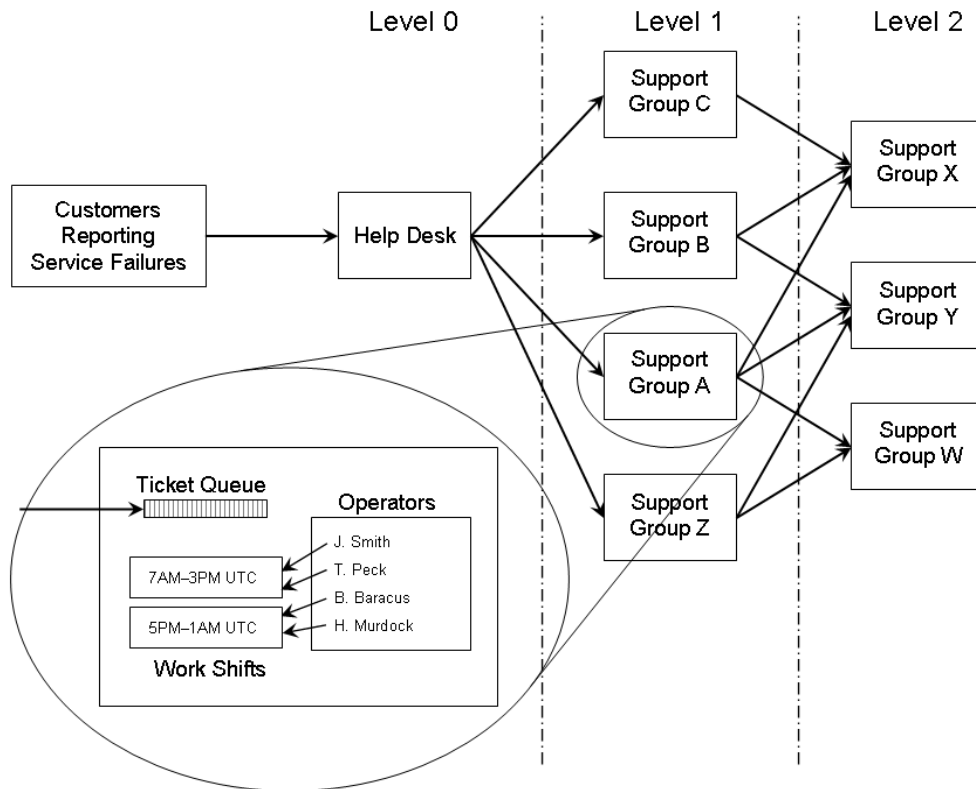 Level 0
Level 1
Level 2
Support
Group C
Support
Group X
Customers
Reporting
Service Failures
Help Desk
Support
Group B
Support
Group Y
Support
Group A
Support
Group W
Support
Group Z
Ticket Queue
Operators
J. Smith
T. Peck
B. Baracus
H. Murdock
7AM–3PM UTC
5PM–1AM UTC
Work Shifts